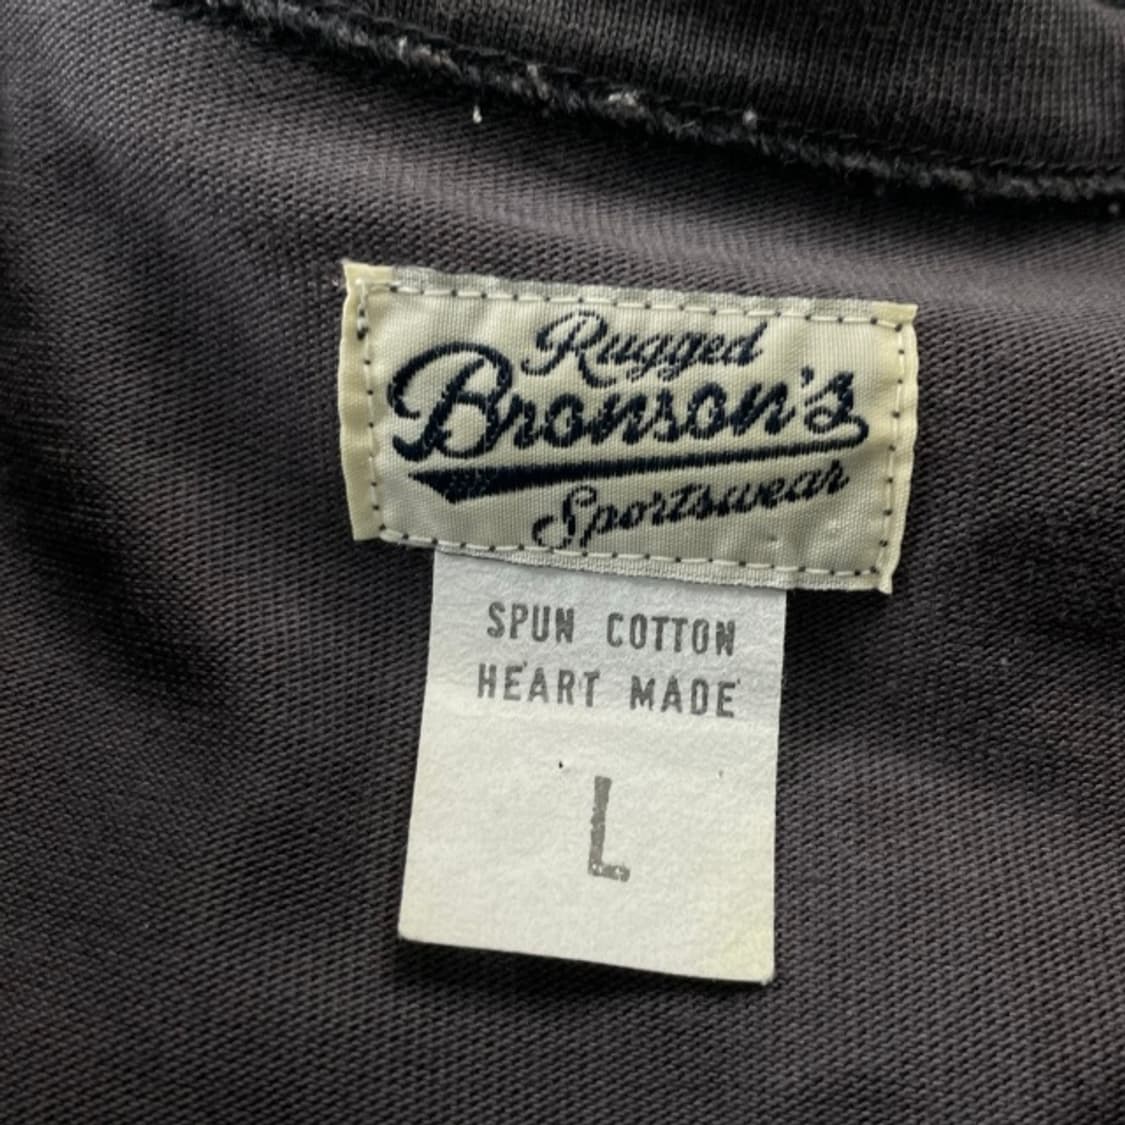 Rugged
Bronson's
Sportswear
SPUN COTTON
HEART MADE
L